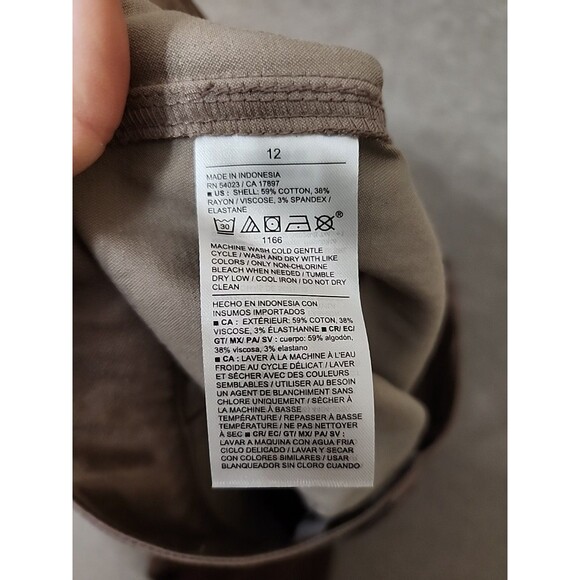 12
MADE IN INDONESIA
RN 54023 / CA 17897
■ US : SHELL: 59% COTTON, 38%
RAYON / VISCOSE, 3% SPANDEX /
ELASTANE
30
®
1166
MACHINE WASH COLD GENTLE
CYCLE / WASH AND DRY WITH LIKE
COLORS / ONLY NON-CHLORINE
BLEACH WHEN NEEDED / TUMBLE
DRY LOW / COOL IRON / DO NOT DRY
CLEAN
HECHO EN INDONESIA CON
INSUMOS IMPORTADOS
■ CA : EXTÉRIEUR: 59% COTON, 38%
VISCOSE, 3% ÉLASTHANNE ■ CR/ EC/
GT/ MX/ PA/ SV : cuerpo: 59% algodón,
38% viscosa, 3% elastano
■ CA : LAVER À LA MACHINE À L'EAU
FROIDE AU CYCLE DÉLICAT / LAVER
ET SÉCHER AVEC DES COULEURS
SEMBLABLES / UTILISER AU BESOIN
UN AGENT DE BLANCHIMENT SANS
CHLORE UNIQUEMENT / SÉCHER À
LA MACHINE À BASSE
TEMPÉRATURE / REPASSER À BASSE
TEMPÉRATURE / NE PAS NETTOYER
À SEC ■ CR/ EC/ GT/ MX/ PA/ SV :
LAVAR A MAQUINA CON AGUA FRIA
CICLO DELIGADO / LAVAR Y SECAR
CON COLORES SIMILARES / USAR
BLANQUEADOR SIN CLORO CUANDO